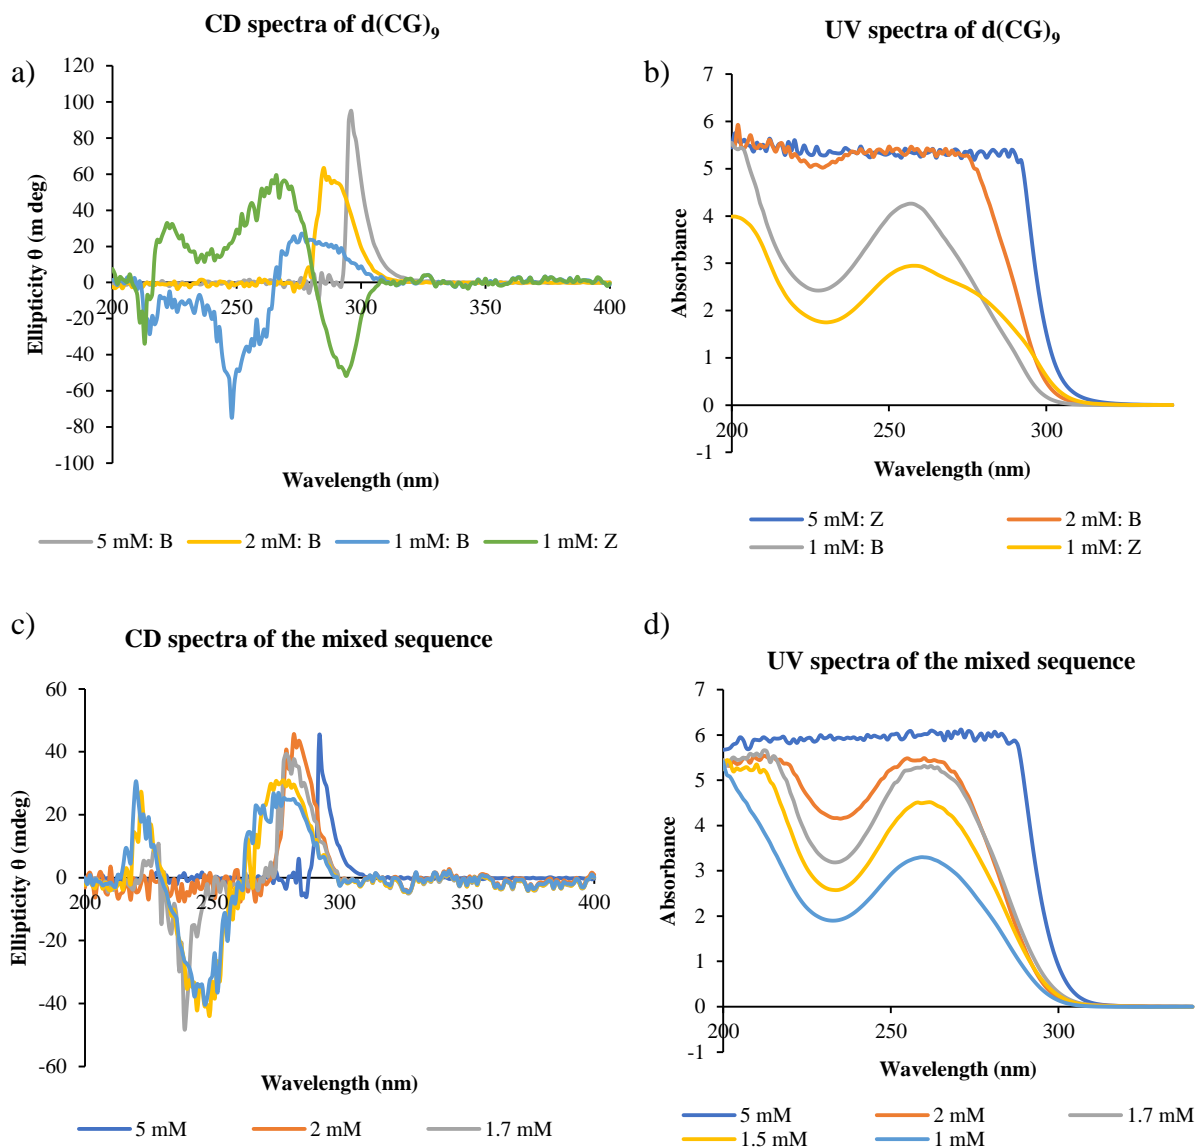 CD spectra of d(CG)₉
a)
120
100
80
60
40
20
0
-20
-40
-60
-80
-100
200
250
300
350
400
Ellipticity θ (m deg)
Wavelength (nm)
5 mM: B
2 mM: B
1 mM: B
1 mM: Z
UV spectra of d(CG)₉
b)
7
6
5
4
3
2
1
0
-1
200
250
300
Absorbance
Wavelength (nm)
5 mM: Z
2 mM: B
1 mM: B
1 mM: Z
c)
CD spectra of the mixed sequence
60
40
20
0
-20
-40
-60
200
250
300
350
400
Ellipticity θ (mdeg)
Wavelength (nm)
5 mM
2 mM
1.7 mM
d)
UV spectra of the mixed sequence
7
6
5
4
3
2
1
0
-1
200
250
300
Absorbance
Wavelength (nm)
5 mM
2 mM
1.7 mM
1.5 mM
1 mM